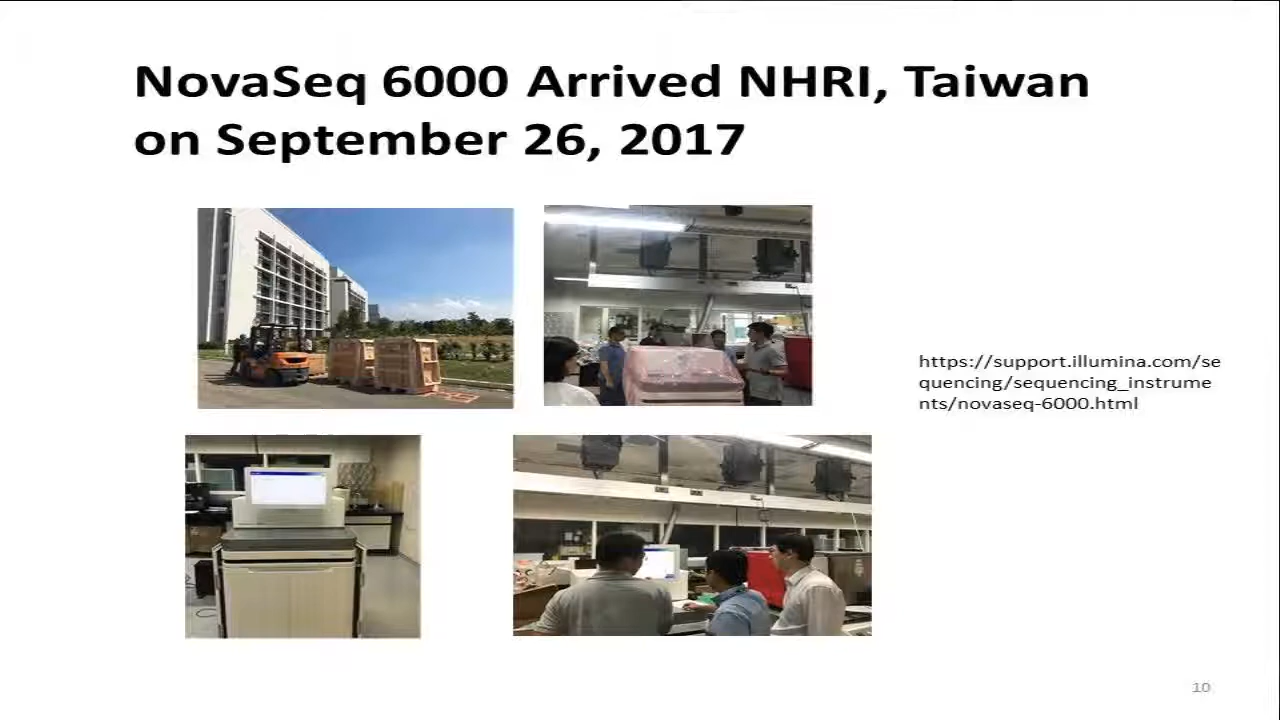 NovaSeq 6000 Arrived NHRI, Taiwan
on September 26, 2017
https://support.illumina.com/se
quencing/sequencing_instrume
nts/novaseq-6000.html
10